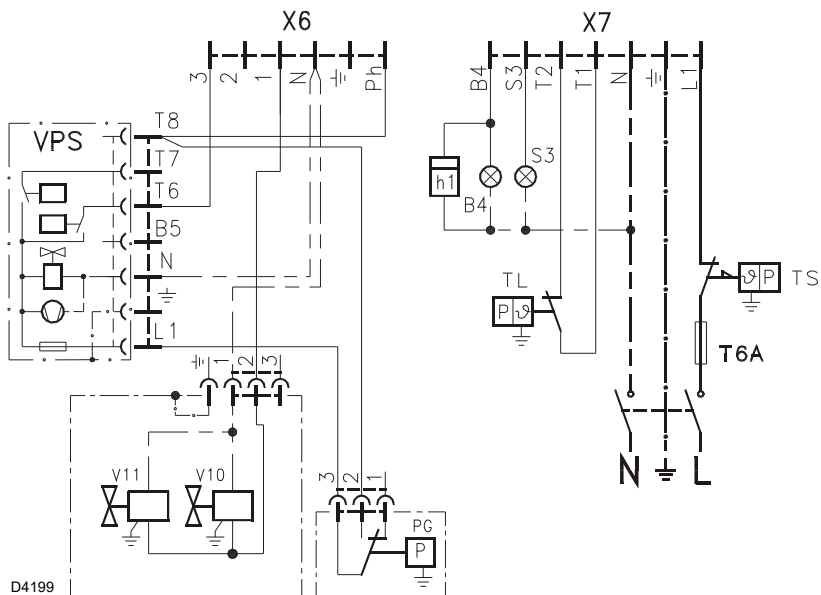 X6
X7
3
2
1
N
Ph
B4
S3
T2
T1
N
L1
VPS
T8
T7
T6
B5
N
L1
h1
B4
S3
TL
P ϑ
ϑ P
TS
T6A
1
2
3
V11
V10
3
2
1
PG
P
N
L
D4199